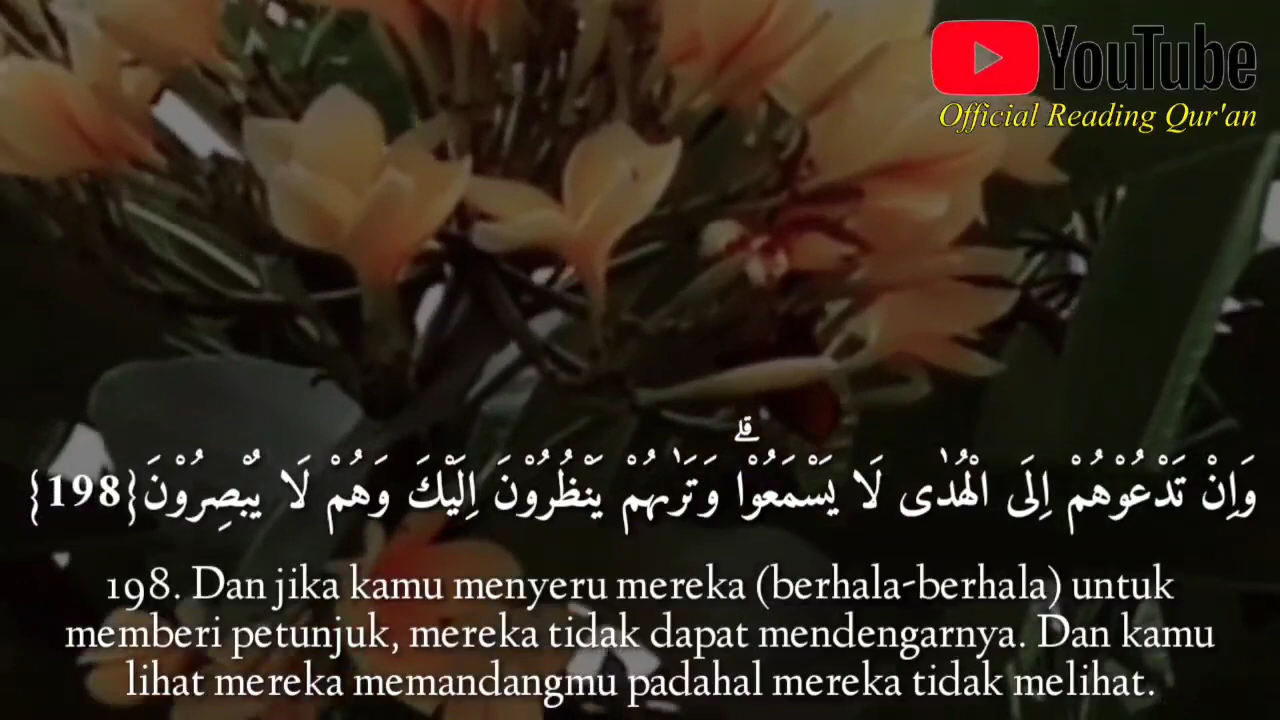 YouTube
Official Reading Qur'an
وَاِنْ تَدْعُوْهُمْ اِلَى الْهُدٰى لَا يَسْمَعُوْاۗ وَتَرٰىهُمْ يَنْظُرُوْنَ اِلَيْكَ وَهُمْ لَا يُبْصِرُوْنَ{198}
198. Dan jika kamu menyeru mereka (berhala-berhala) untuk
memberi petunjuk, mereka tidak dapat mendengarnya. Dan kamu
lihat mereka memandangmu padahal mereka tidak melihat.